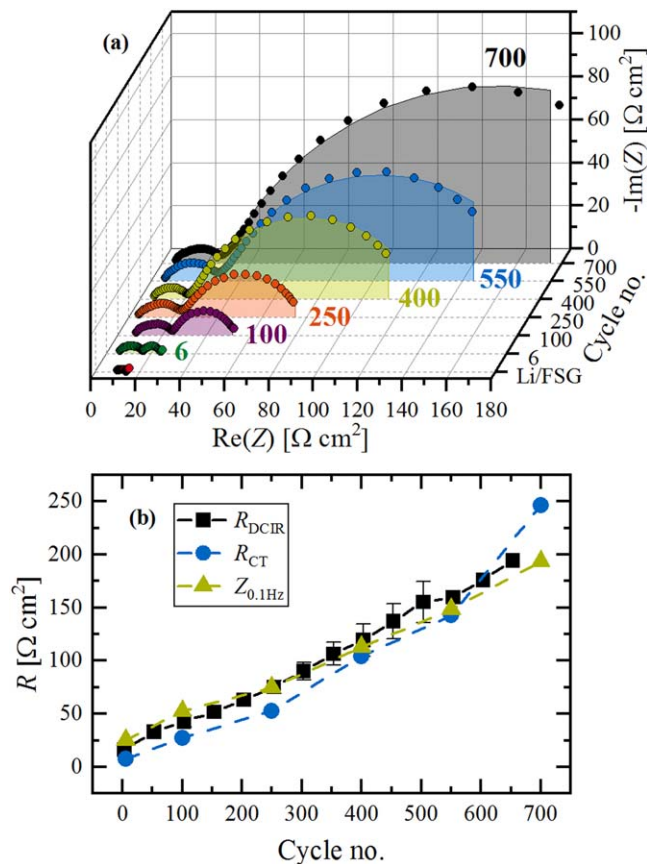 (a)
100
80
60
40
20
0
-Im(Z) [Ω cm²]
700
550
400
250
100
6
700
550
400
250
100
6
Li/FSG
Cycle no.
0 20 40 60 80 100 120 140 160 180
Re(Z) [Ω cm²]
(b)
R_DCIR
R_CT
Z_0.1Hz
250
200
150
100
50
0
R [Ω cm²]
0 100 200 300 400 500 600 700
Cycle no.